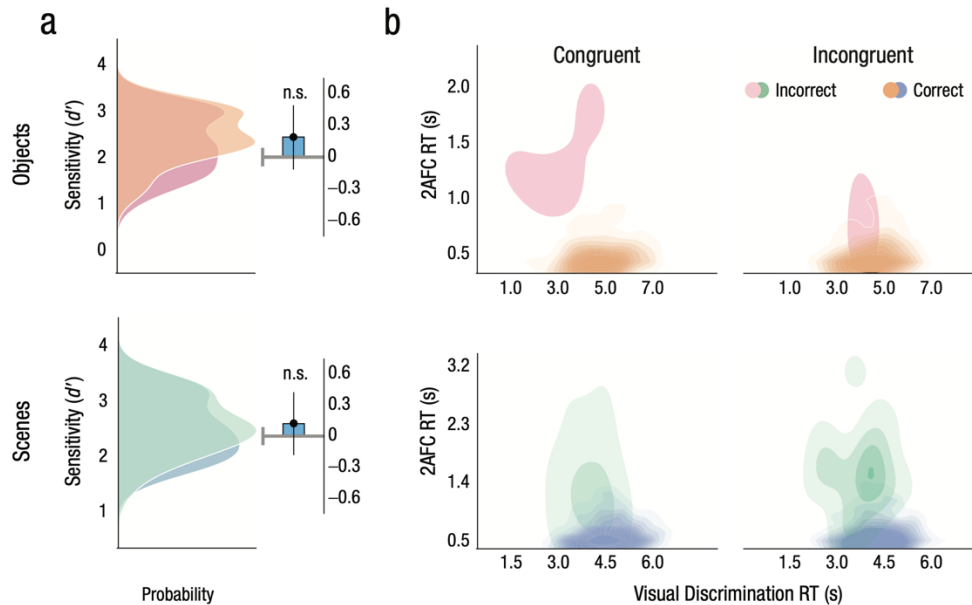 a
Objects
Sensitivity (d′)
4
3
2
1
0
n.s.
0.6
0.3
0
−0.3
−0.6
Scenes
Sensitivity (d′)
4
3
2
1
n.s.
0.6
0.3
0
−0.3
−0.6
Probability
b
Congruent
Incongruent
Incorrect
Correct
2AFC RT (s)
2.0
1.5
1.0
0.5
1.0 3.0 5.0 7.0
1.0 3.0 5.0 7.0
2AFC RT (s)
3.2
2.3
1.4
0.5
1.5 3.0 4.5 6.0
1.5 3.0 4.5 6.0
Visual Discrimination RT (s)